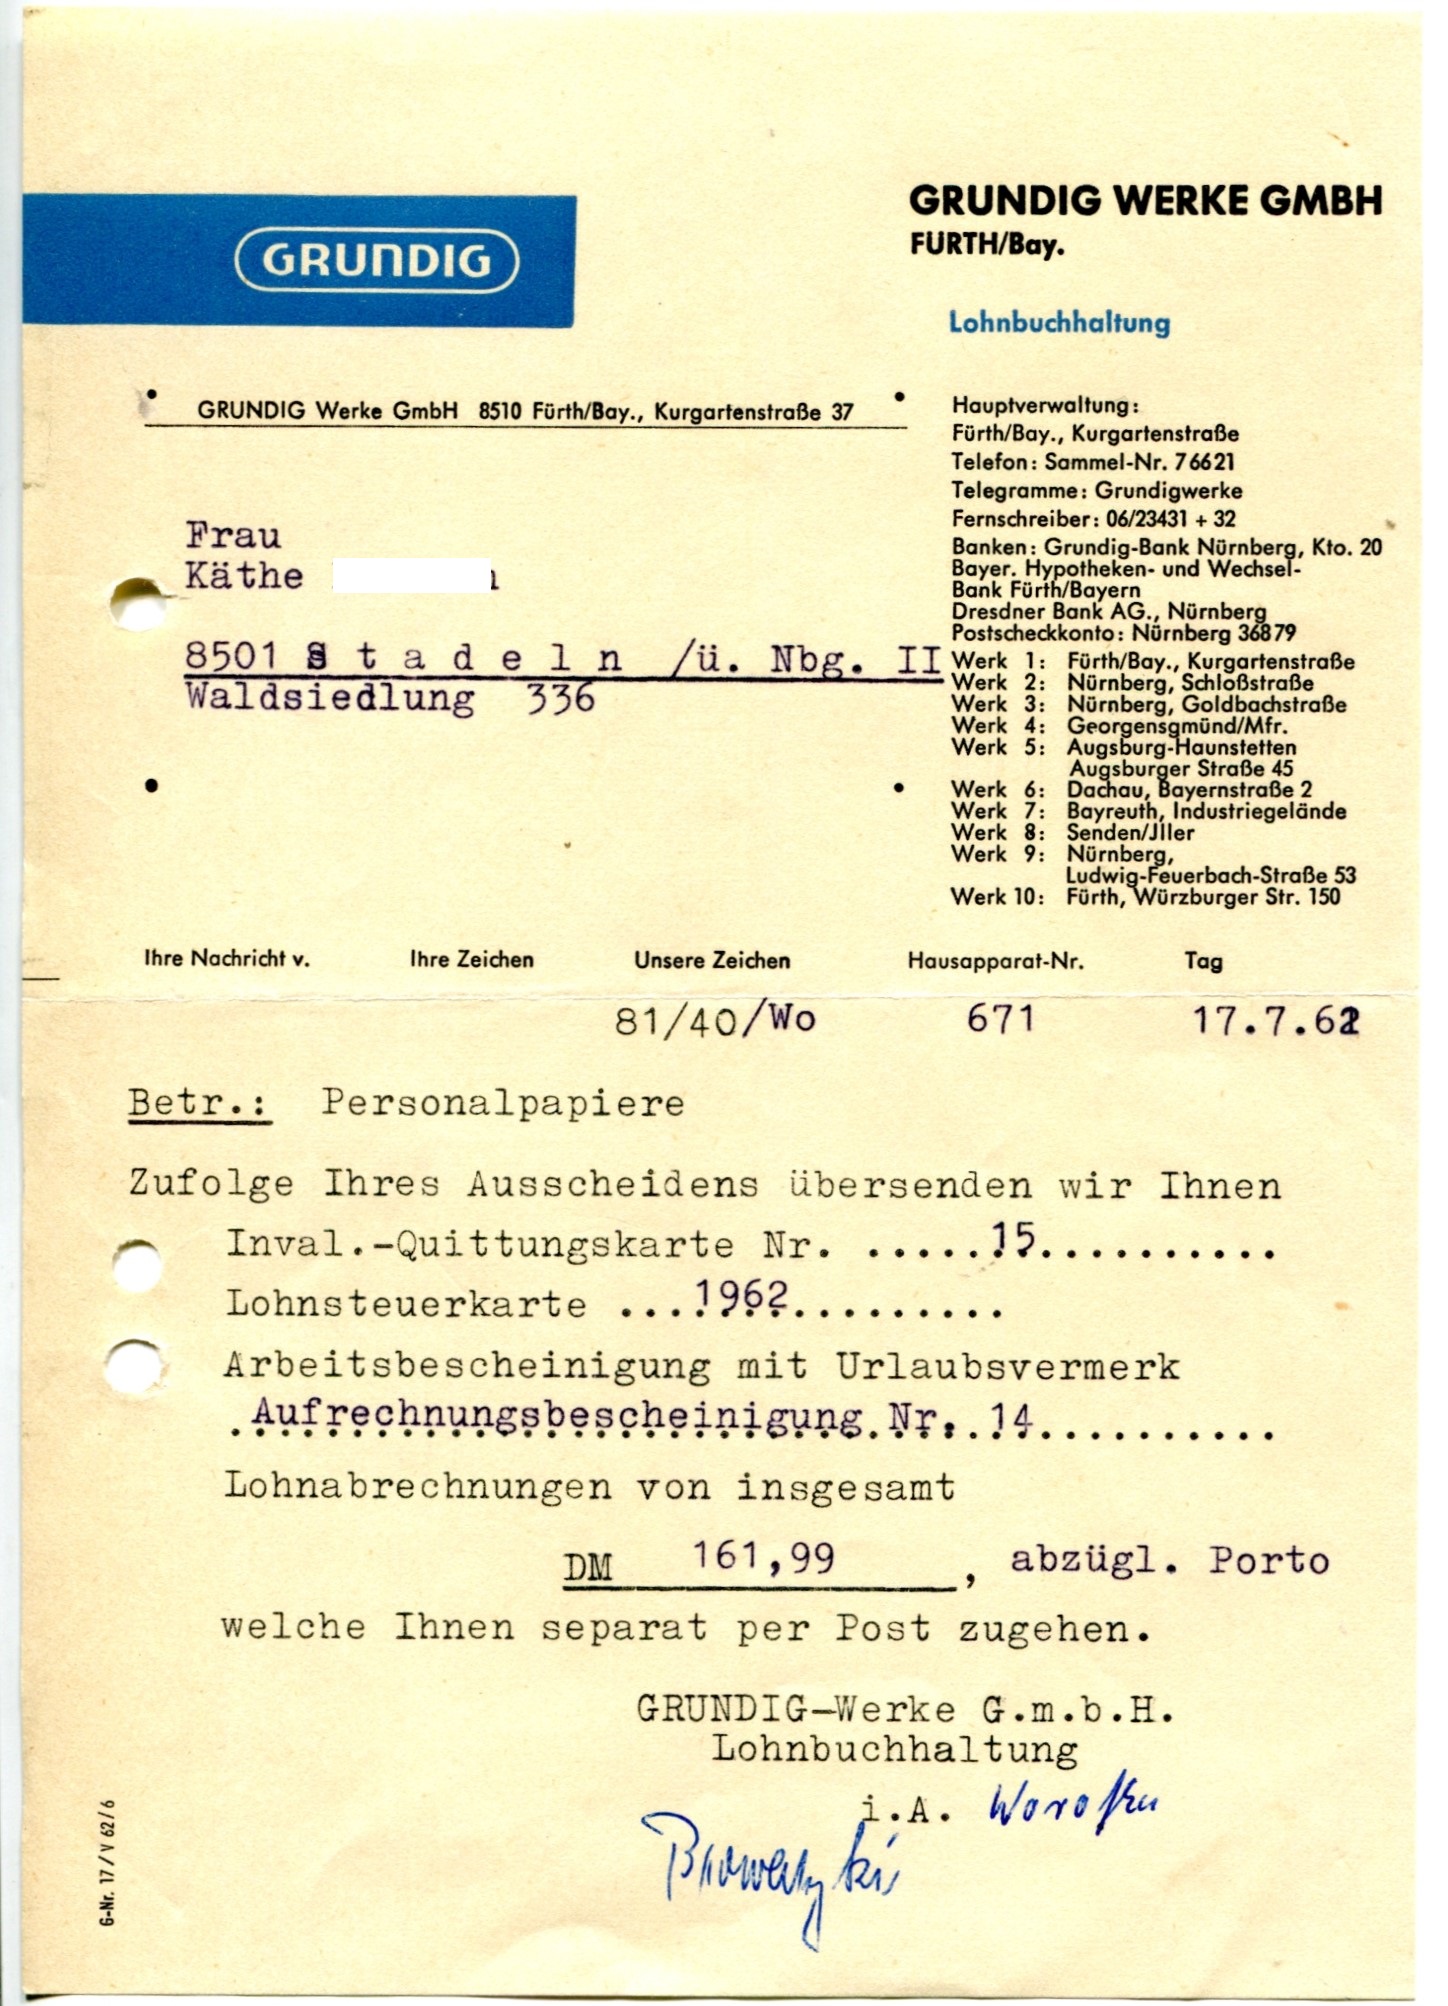 GRUNDIG
GRUNDIG WERKE GMBH
FÜRTH/Bay.
Lohnbuchhaltung
GRUNDIG Werke GmbH 8510 Fürth/Bay., Kurgartenstraße 37
Hauptverwaltung:
Fürth/Bay., Kurgartenstraße
Telefon: Sammel-Nr. 76621
Telegramme: Grundigwerke
Fernschreiber: 06/23431 + 32
Banken: Grundig-Bank Nürnberg, Kto. 20
Bayer. Hypotheken- und Wechsel-
Bank Fürth/Bayern
Dresdner Bank AG., Nürnberg
Postscheckkonto: Nürnberg 36879
Werk 1: Fürth/Bay., Kurgartenstraße
Werk 2: Nürnberg, Schloßstraße
Werk 3: Nürnberg, Goldbachstraße
Werk 4: Georgensgmünd/Mfr.
Werk 5: Augsburg-Haunstetten
Augsburger Straße 45
Werk 6: Dachau, Bayernstraße 2
Werk 7: Bayreuth, Industriegelände
Werk 8: Senden/Jller
Werk 9: Nürnberg,
Ludwig-Feuerbach-Straße 53
Werk 10: Fürth, Würzburger Str. 150
Frau
Käthe
8501 S t a d e l n /ü. Nbg. II
Waldsiedlung 336
Ihre Nachricht v. Ihre Zeichen Unsere Zeichen Hausapparat-Nr. Tag
81/40/Wo 671 17.7.62
Betr.: Personalpapiere
Zufolge Ihres Ausscheidens übersenden wir Ihnen
Inval.-Quittungskarte Nr. .....15..........
Lohnsteuerkarte ...1962.........
Arbeitsbescheinigung mit Urlaubsvermerk
Aufrechnungsbescheinigung Nr. 14..........
Lohnabrechnungen von insgesamt
DM 161,99, abzügl. Porto
welche Ihnen separat per Post zugehen.
GRUNDIG-Werke G.m.b.H.
Lohnbuchhaltung
i.A.
G-Nr. 17/V 62/6